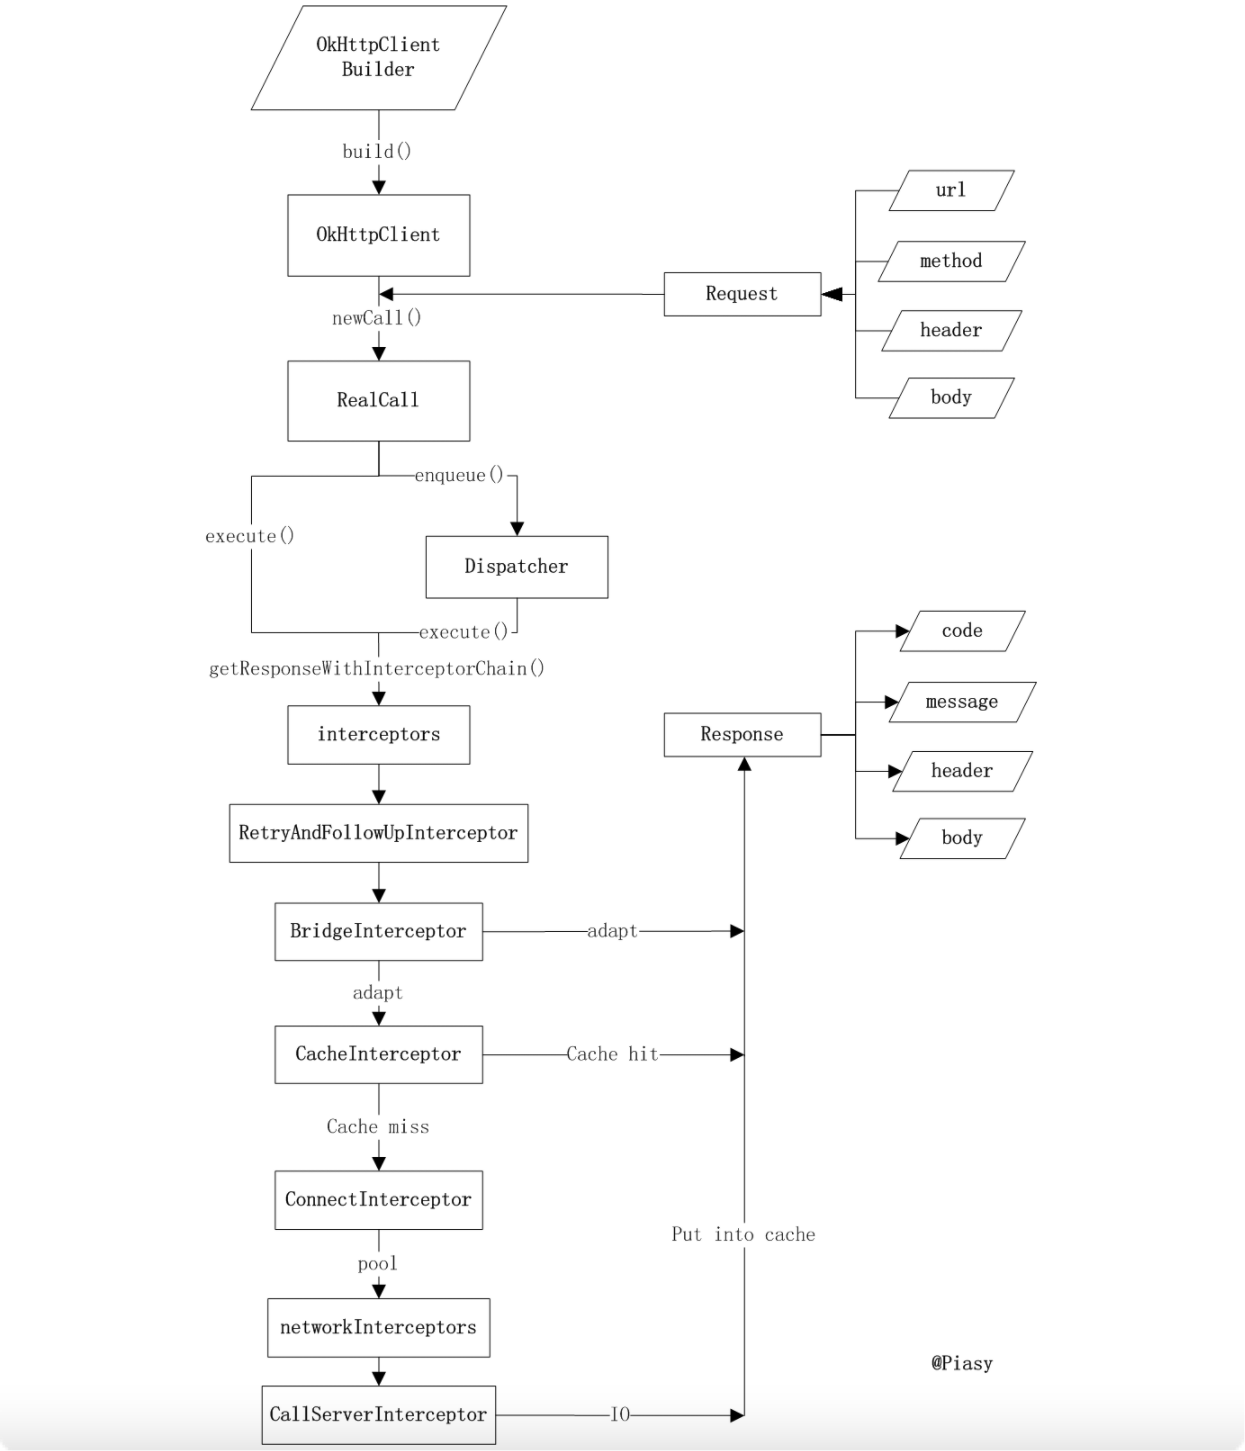 OkHttpClient
Builder
build()
url
OkHttpClient
method
Request
newCall()
header
RealCall
body
enqueue()
execute()
Dispatcher
execute()
code
getResponseWithInterceptorChain()
message
interceptors
Response
header
RetryAndFollowUpInterceptor
body
BridgeInterceptor
adapt
adapt
CacheInterceptor
Cache hit
Cache miss
ConnectInterceptor
Put into cache
pool
networkInterceptors
@Piasy
CallServerInterceptor
IO